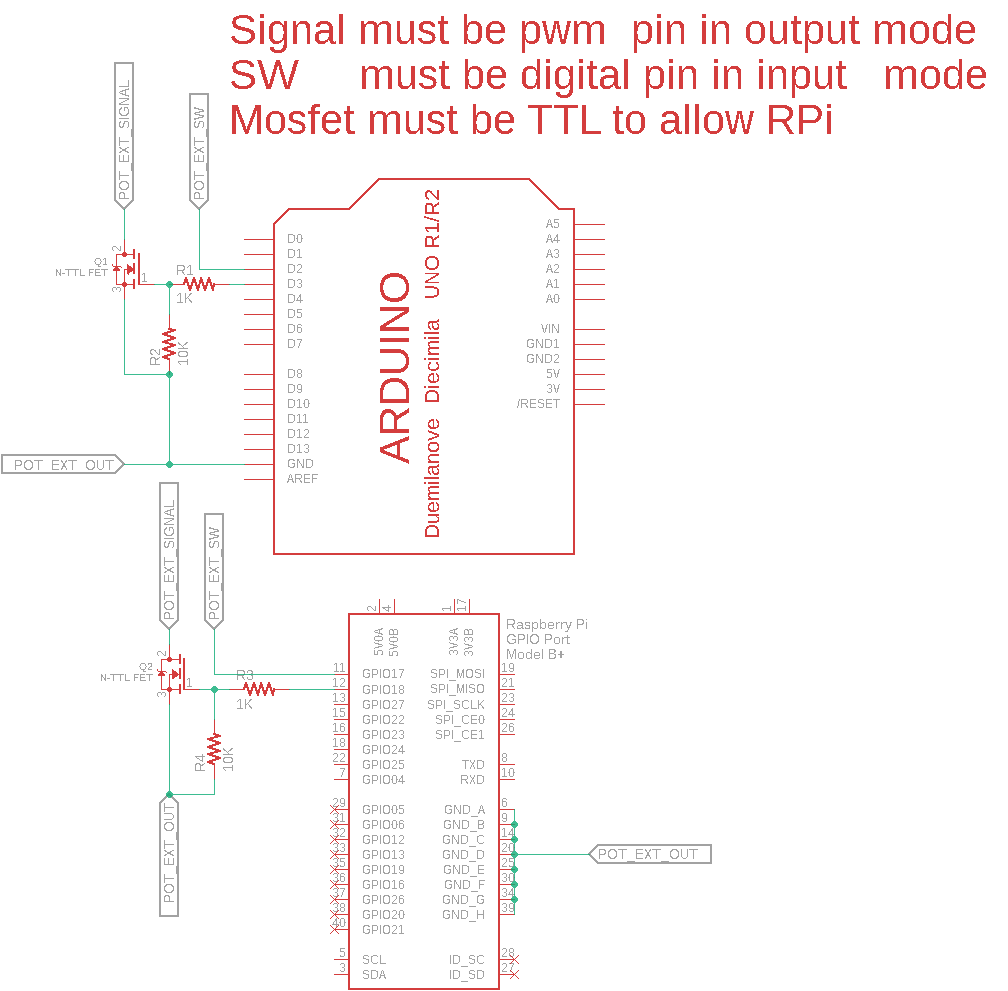 Signal must be pwm pin in output mode
SW must be digital pin in input mode
Mosfet must be TTL to allow RPi
POT_EXT_SIGNAL
POT_EXT_SW
Q1
N-TTL FET
2
1
3
R1
1K
R2
10K
POT_EXT_OUT
ARDUINO
Duemilanove Diecimila UNO R1/R2
D0
D1
D2
D3
D4
D5
D6
D7
D8
D9
D10
D11
D12
D13
GND
AREF
A5
A4
A3
A2
A1
A0
VIN
GND1
GND2
5V
3V
/RESET
POT_EXT_SIGNAL
POT_EXT_SW
Q2
N-TTL FET
2
1
3
R3
1K
R4
10K
POT_EXT_OUT
Raspberry Pi
GPIO Port
Model B+
2 4 1 17
5V0A
5V0B
3V3A
3V3B
11 GPIO17
12 GPIO18
13 GPIO27
15 GPIO22
16 GPIO23
18 GPIO24
22 GPIO25
7 GPIO04
29 GPIO05
31 GPIO06
32 GPIO12
33 GPIO13
35 GPIO19
36 GPIO16
37 GPIO26
38 GPIO20
40 GPIO21
5 SCL
3 SDA
SPI_MOSI 19
SPI_MISO 21
SPI_SCLK 23
SPI_CE0 24
SPI_CE1 26
TXD 8
RXD 10
GND_A 6
GND_B 9
GND_C 14
GND_D 20
GND_E 25
GND_F 30
GND_G 34
GND_H 39
ID_SC 28
ID_SD 27
POT_EXT_OUT